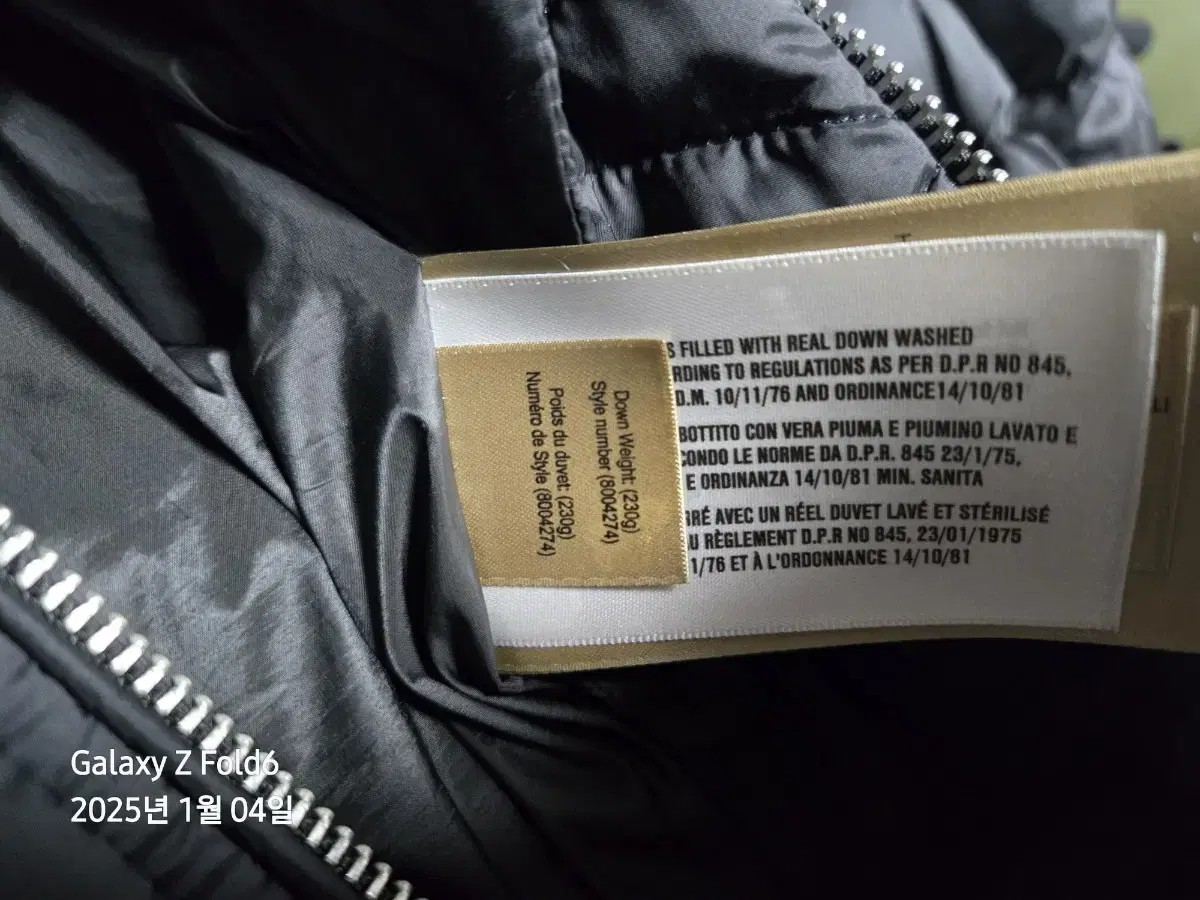 FILLED WITH REAL DOWN WASHED
RDING TO REGULATIONS AS PER D.P.R NO 845,
D.M. 10/11/76 AND ORDINANCE14/10/81
BOTTITO CON VERA PIUMA E PIUMINO LAVATO E
CONDO LE NORME DA D.P.R. 845 23/1/75,
E ORDINANZA 14/10/81 MIN. SANITA
RÉ AVEC UN RÉEL DUVET LAVÉ ET STÉRILISÉ
U RÈGLEMENT D.P.R NO 845, 23/01/1975
1/76 ET À L'ORDONNANCE 14/10/81
Down Weight: (230g)
Style number (8004274)
Poids du duvet: (230g)
Numéro de Style (8004274)
Galaxy Z Fold6
2025년 1월 04일